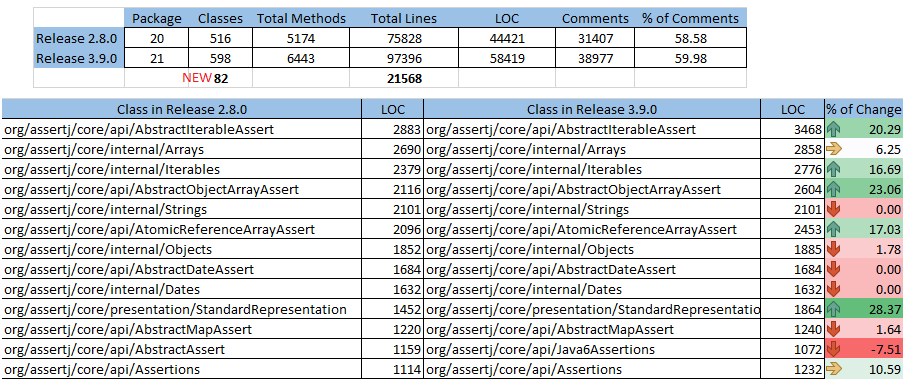 Package Classes Total Methods Total Lines LOC Comments % of Comments
Release 2.8.0 20 516 5174 75828 44421 31407 58.58
Release 3.9.0 21 598 6443 97396 58419 38977 59.98
NEW 82 21568
Class in Release 2.8.0 LOC Class in Release 3.9.0 LOC % of Change
org/assertj/core/api/AbstractIterableAssert 2883 org/assertj/core/api/AbstractIterableAssert 3468 20.29
org/assertj/core/internal/Arrays 2690 org/assertj/core/internal/Arrays 2858 6.25
org/assertj/core/internal/Iterables 2379 org/assertj/core/internal/Iterables 2776 16.69
org/assertj/core/api/AbstractObjectArrayAssert 2116 org/assertj/core/api/AbstractObjectArrayAssert 2604 23.06
org/assertj/core/internal/Strings 2101 org/assertj/core/internal/Strings 2101 0.00
org/assertj/core/api/AtomicReferenceArrayAssert 2096 org/assertj/core/api/AtomicReferenceArrayAssert 2453 17.03
org/assertj/core/internal/Objects 1852 org/assertj/core/internal/Objects 1885 1.78
org/assertj/core/api/AbstractDateAssert 1684 org/assertj/core/api/AbstractDateAssert 1684 0.00
org/assertj/core/internal/Dates 1632 org/assertj/core/internal/Dates 1632 0.00
org/assertj/core/presentation/StandardRepresentation 1452 org/assertj/core/presentation/StandardRepresentatio 1864 28.37
org/assertj/core/api/AbstractMapAssert 1220 org/assertj/core/api/AbstractMapAssert 1240 1.64
org/assertj/core/api/AbstractAssert 1159 org/assertj/core/api/Java6Assertions 1072 -7.51
org/assertj/core/api/Assertions 1114 org/assertj/core/api/Assertions 1232 10.59